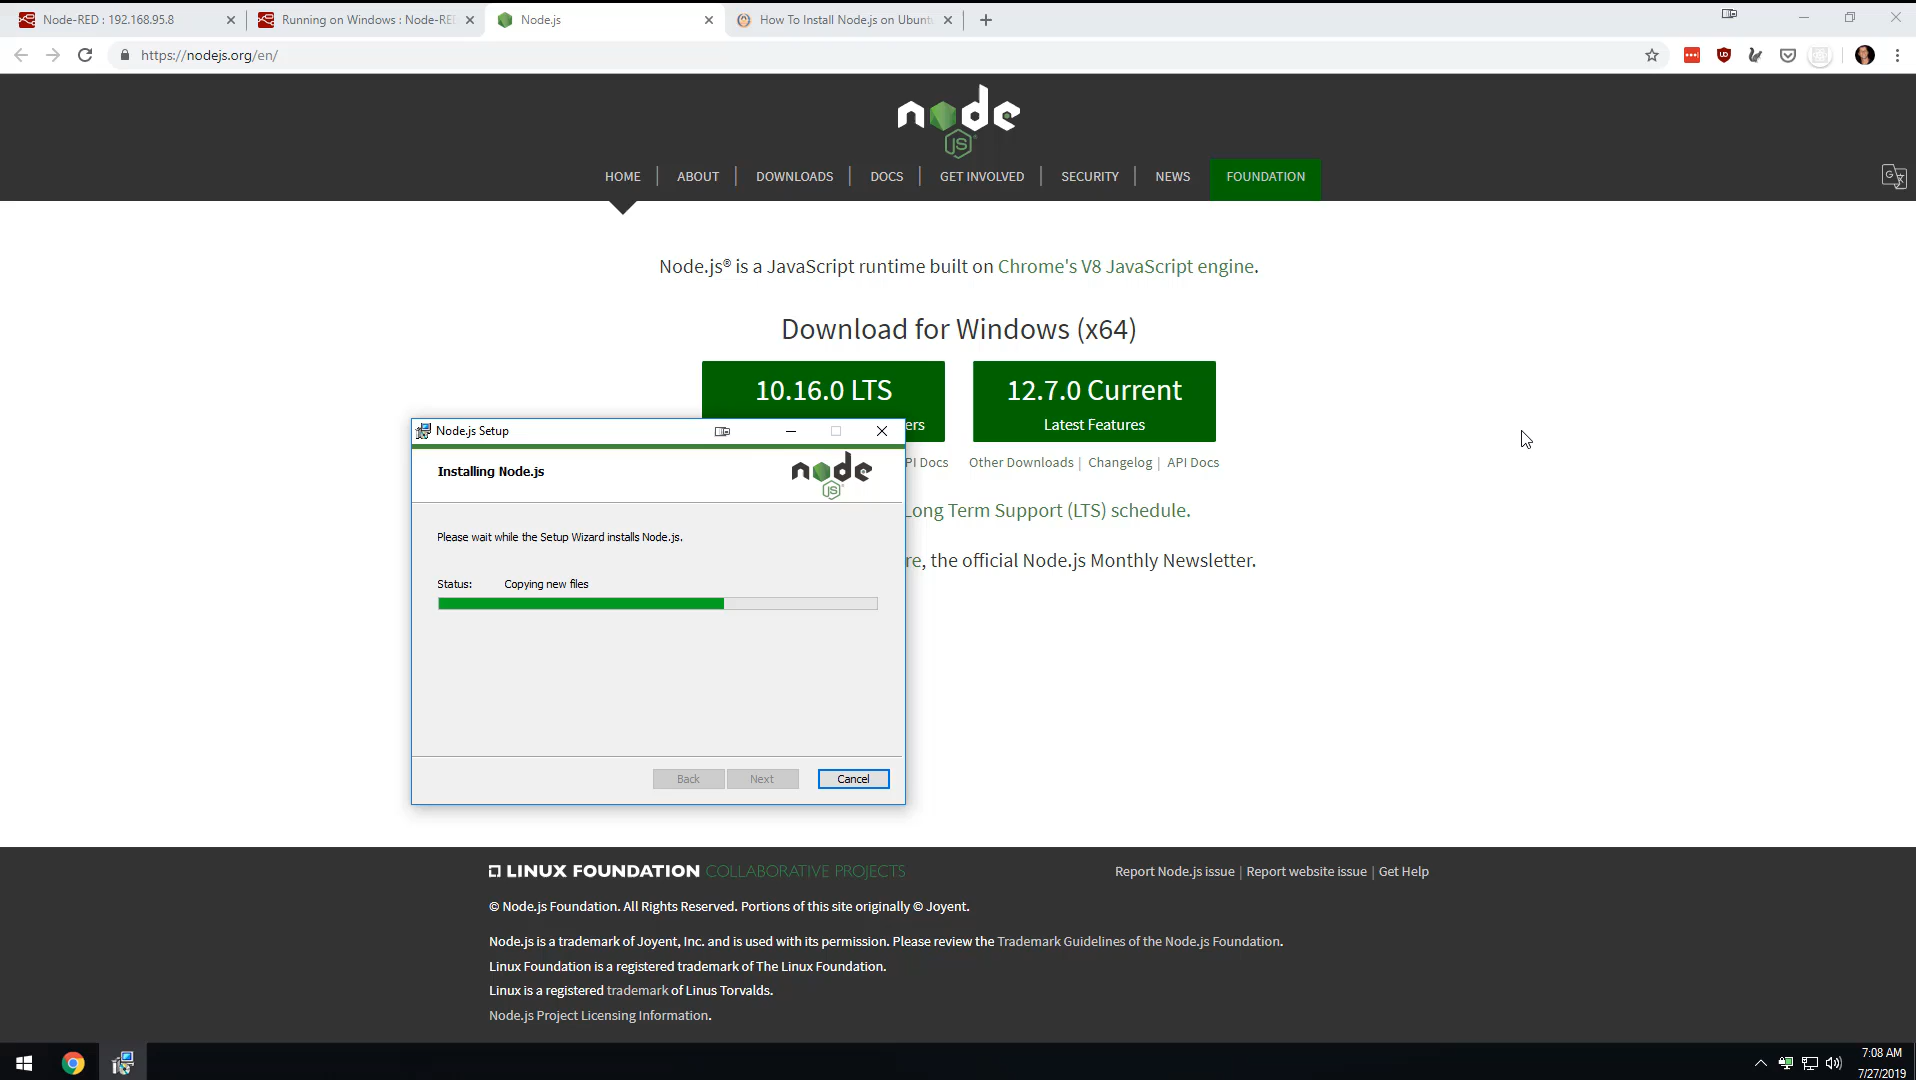 Node-RED : 192.168.95.8
Running on Windows : Node-RED
Node.js
How To Install Node.js on Ubuntu
https://nodejs.org/en/
node
JS
HOME
ABOUT
DOWNLOADS
DOCS
GET INVOLVED
SECURITY
NEWS
FOUNDATION
Node.js® is a JavaScript runtime built on Chrome's V8 JavaScript engine.
Download for Windows (x64)
10.16.0 LTS
ers
12.7.0 Current
Latest Features
PI Docs
Other Downloads | Changelog | API Docs
Long Term Support (LTS) schedule.
re, the official Node.js Monthly Newsletter.
Node.js Setup
Installing Node.js
node
JS
Please wait while the Setup Wizard installs Node.js.
Status: Copying new files
Back
Next
Cancel
LINUX FOUNDATION COLLABORATIVE PROJECTS
Report Node.js issue | Report website issue | Get Help
© Node.js Foundation. All Rights Reserved. Portions of this site originally © Joyent.
Node.js is a trademark of Joyent, Inc. and is used with its permission. Please review the Trademark Guidelines of the Node.js Foundation.
Linux Foundation is a registered trademark of The Linux Foundation.
Linux is a registered trademark of Linus Torvalds.
Node.js Project Licensing Information.
7:08 AM
7/27/2019